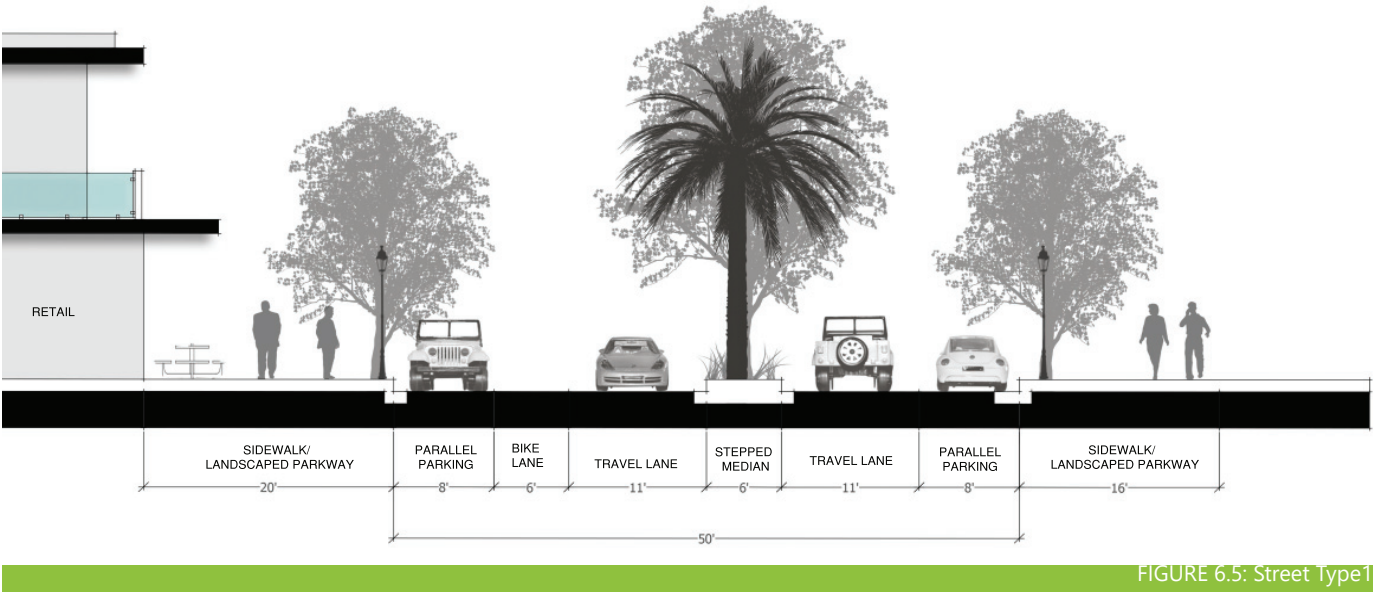 RETAIL
SIDEWALK/
LANDSCAPED PARKWAY
PARALLEL
PARKING
BIKE
LANE
TRAVEL LANE
STEPPED
MEDIAN
TRAVEL LANE
PARALLEL
PARKING
SIDEWALK/
LANDSCAPED PARKWAY
20'
8'
6'
11'
6'
11'
8'
16'
50'
FIGURE 6.5: Street Type1